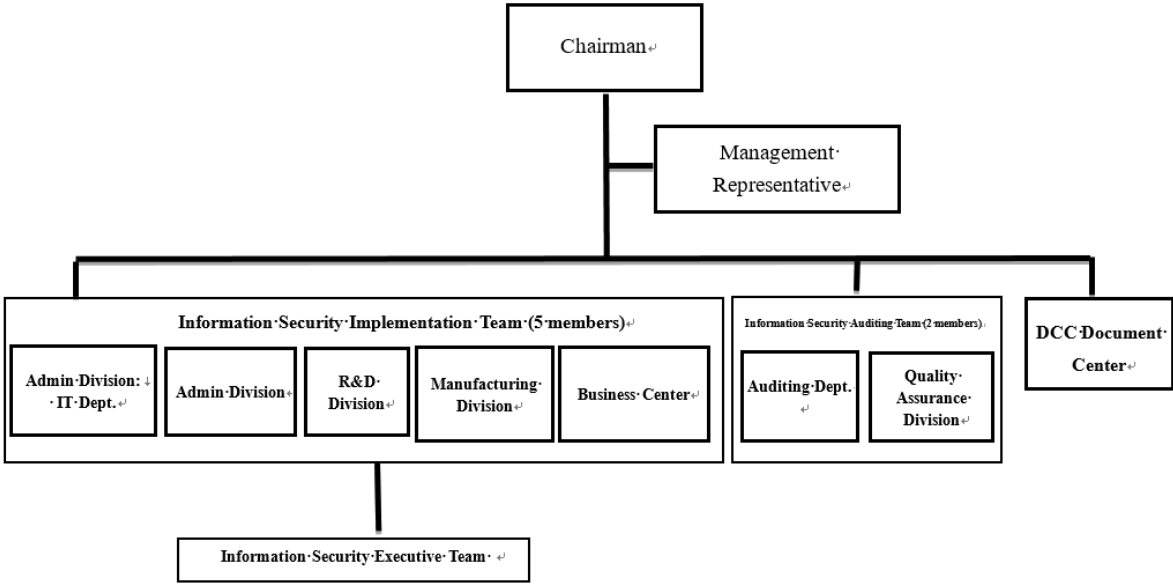 Chairman
Management
Representative
Information Security Implementation Team (5 members)
Admin Division:
IT Dept.
Admin Division
R&D
Division
Manufacturing
Division
Business Center
Information Security Auditing Team (2 members)
Auditing Dept.
Quality
Assurance
Division
DCC Document
Center
Information Security Executive Team